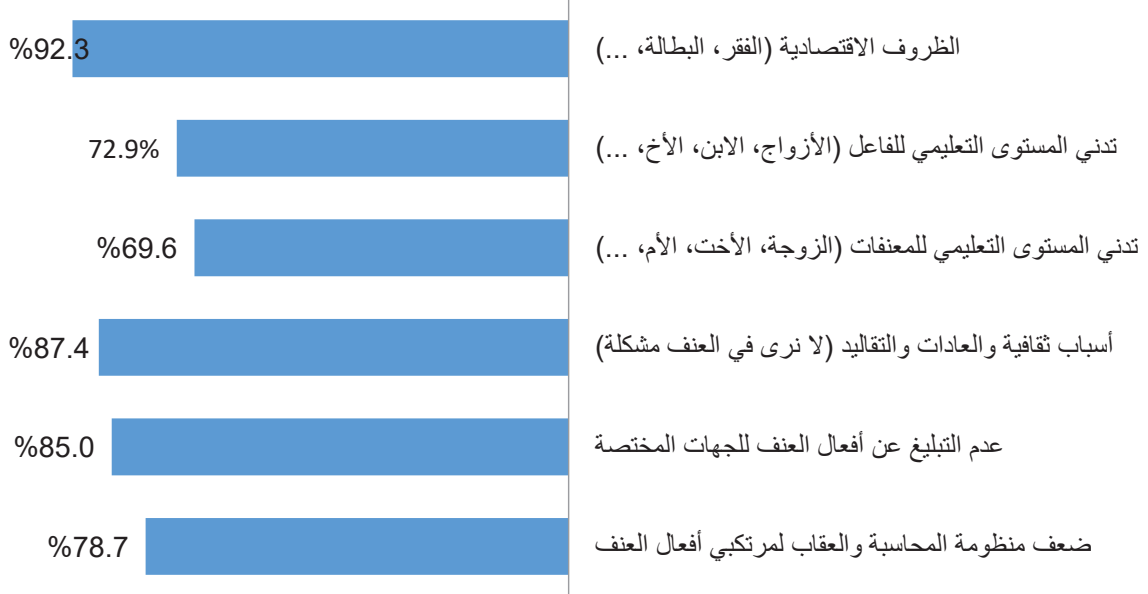 الظروف الاقتصادية (الفقر، البطالة، ...)
%92.3
تدني المستوى التعليمي للفاعل (الأزواج، الابن، الأخ، ...)
72.9%
تدني المستوى التعليمي للمعنفات (الزوجة، الأخت، الأم، ...)
%69.6
أسباب ثقافية والعادات والتقاليد (لا نرى في العنف مشكلة)
%87.4
عدم التبليغ عن أفعال العنف للجهات المختصة
%85.0
ضعف منظومة المحاسبة والعقاب لمرتكبي أفعال العنف
%78.7